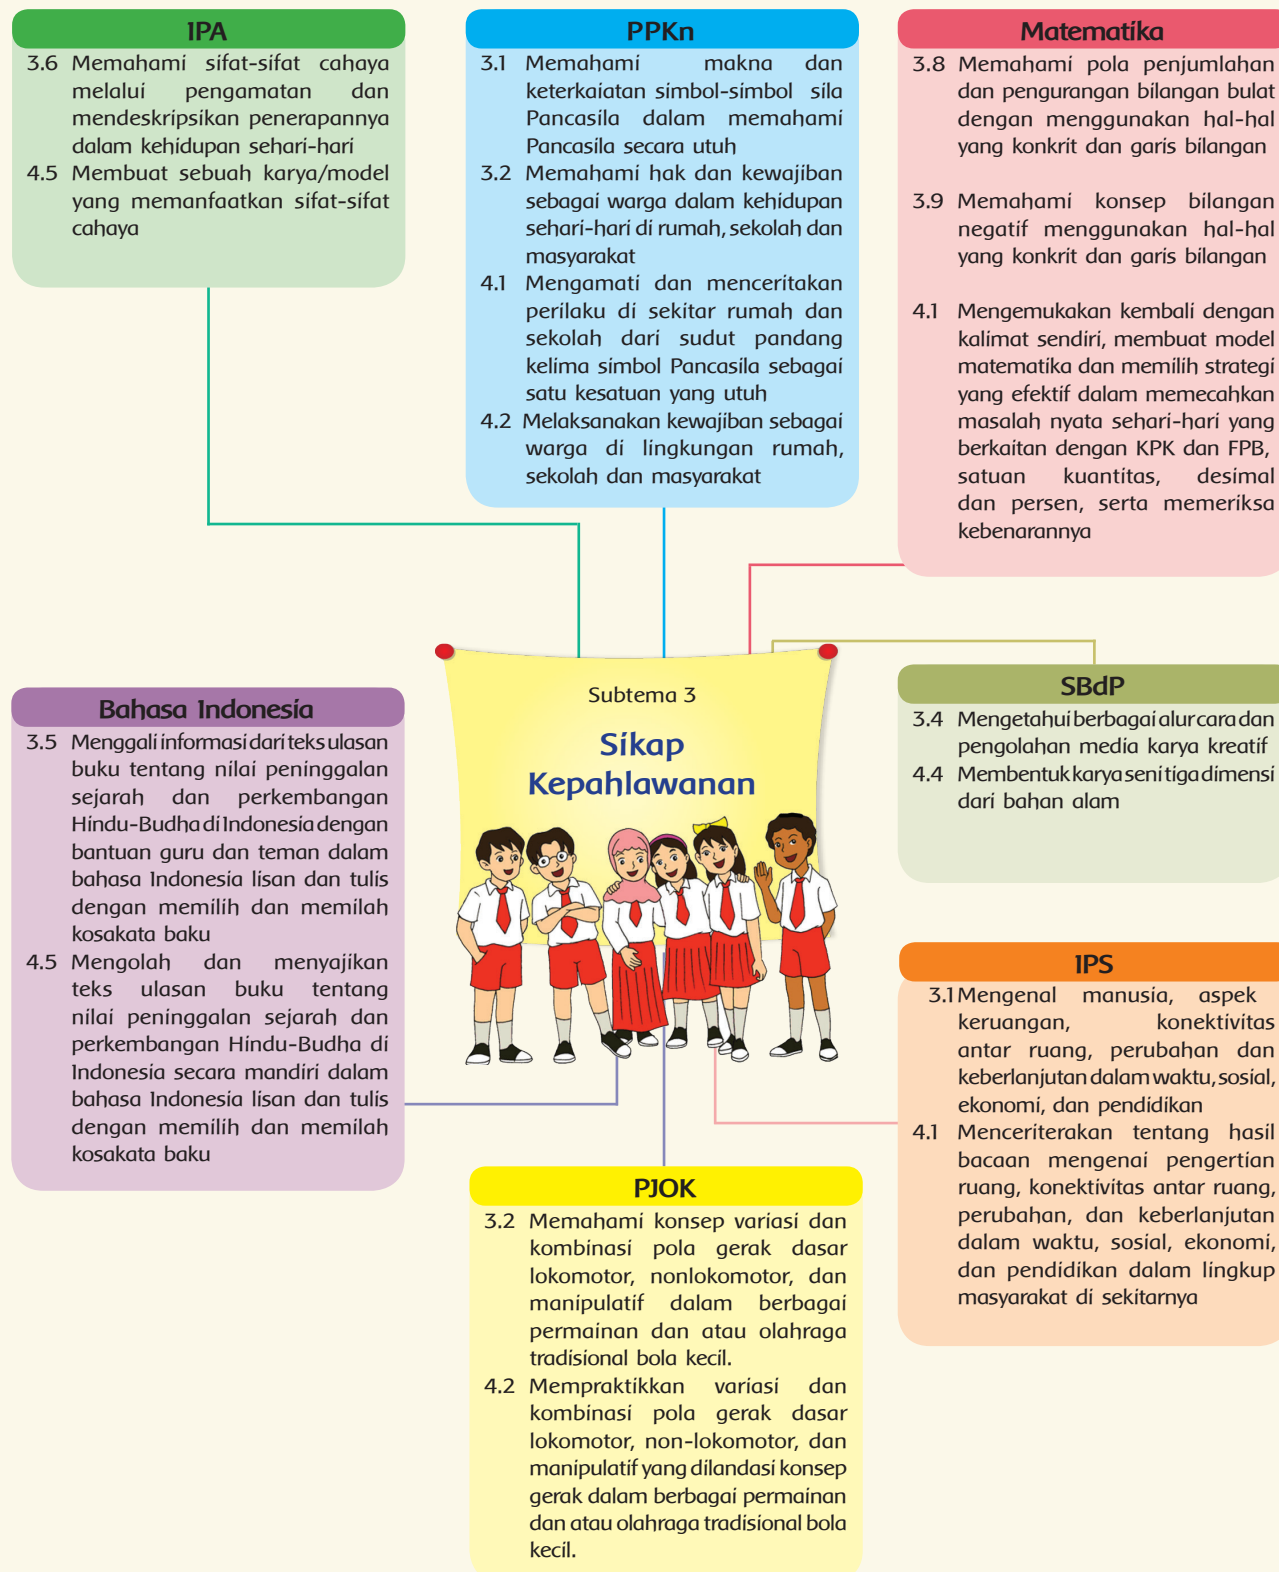 IPA
3.6 Memahami sifat-sifat cahaya
melalui pengamatan dan
mendeskripsikan penerapannya
dalam kehidupan sehari-hari
4.5 Membuat sebuah karya/model
yang memanfaatkan sifat-sifat
cahaya
PPKn
3.1 Memahami makna dan
keterkaiatan simbol-simbol sila
Pancasila dalam memahami
Pancasila secara utuh
3.2 Memahami hak dan kewajiban
sebagai warga dalam kehidupan
sehari-hari di rumah, sekolah dan
masyarakat
4.1 Mengamati dan menceritakan
perilaku di sekitar rumah dan
sekolah dari sudut pandang
kelima simbol Pancasila sebagai
satu kesatuan yang utuh
4.2 Melaksanakan kewajiban sebagai
warga di lingkungan rumah,
sekolah dan masyarakat
Matematika
3.8 Memahami pola penjumlahan
dan pengurangan bilangan bulat
dengan menggunakan hal-hal
yang konkrit dan garis bilangan
3.9 Memahami konsep bilangan
negatif menggunakan hal-hal
yang konkrit dan garis bilangan
4.1 Mengemukakan kembali dengan
kalimat sendiri, membuat model
matematika dan memilih strategi
yang efektif dalam memecahkan
masalah nyata sehari-hari yang
berkaitan dengan KPK dan FPB,
satuan kuantitas, desimal
dan persen, serta memeriksa
kebenarannya
Subtema 3
Sikap
Kepahlawanan
Bahasa Indonesia
3.5 Menggali informasi dari teks ulasan
buku tentang nilai peninggalan
sejarah dan perkembangan
Hindu-Budha di Indonesia dengan
bantuan guru dan teman dalam
bahasa Indonesia lisan dan tulis
dengan memilih dan memilah
kosakata baku
4.5 Mengolah dan menyajikan
teks ulasan buku tentang
nilai peninggalan sejarah dan
perkembangan Hindu-Budha di
Indonesia secara mandiri dalam
bahasa Indonesia lisan dan tulis
dengan memilih dan memilah
kosakata baku
SBdP
3.4 Mengetahui berbagai alur cara dan
pengolahan media karya kreatif
4.4 Membentuk karya seni tiga dimensi
dari bahan alam
IPS
3.1 Mengenal manusia, aspek
keruangan, konektivitas
antar ruang, perubahan dan
keberlanjutan dalam waktu, sosial,
ekonomi, dan pendidikan
4.1 Menceriterakan tentang hasil
bacaan mengenai pengertian
ruang, konektivitas antar ruang,
perubahan, dan keberlanjutan
dalam waktu, sosial, ekonomi,
dan pendidikan dalam lingkup
masyarakat di sekitarnya
PJOK
3.2 Memahami konsep variasi dan
kombinasi pola gerak dasar
lokomotor, nonlokomotor, dan
manipulatif dalam berbagai
permainan dan atau olahraga
tradisional bola kecil.
4.2 Mempraktikkan variasi dan
kombinasi pola gerak dasar
lokomotor, non-lokomotor, dan
manipulatif yang dilandasi konsep
gerak dalam berbagai permainan
dan atau olahraga tradisional bola
kecil.